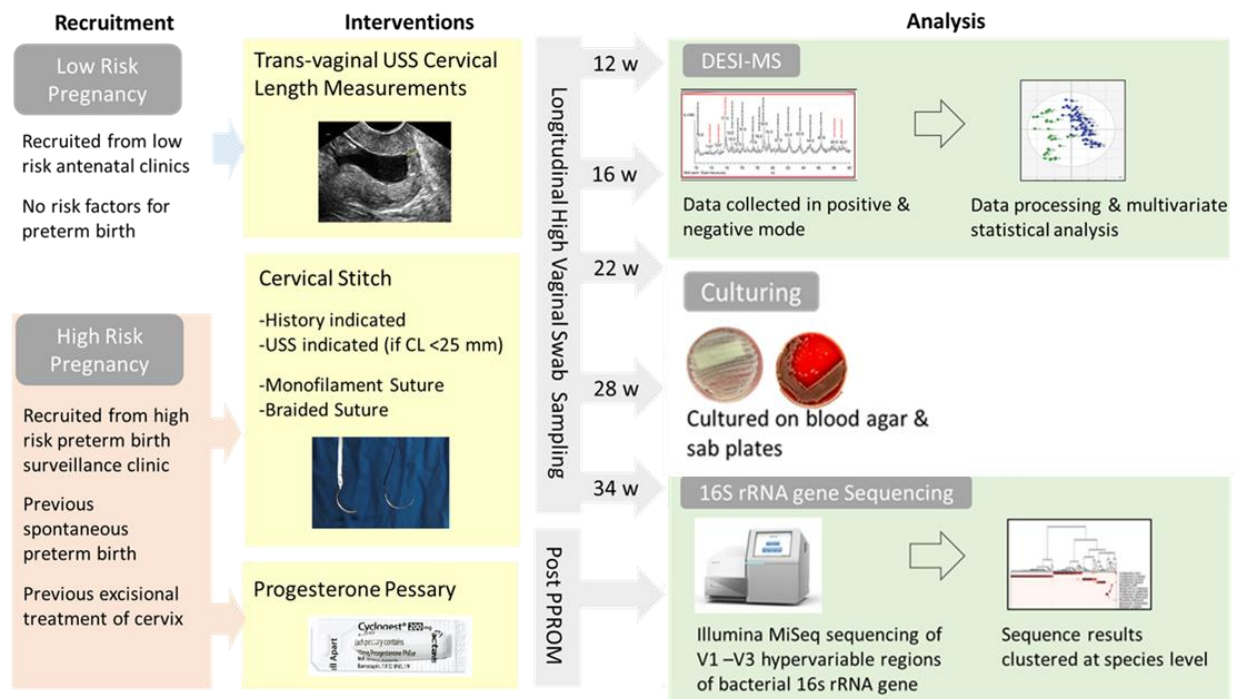 Recruitment
Low Risk
Pregnancy
Recruited from low
risk antenatal clinics
No risk factors for
preterm birth
High Risk
Pregnancy
Recruited from high
risk preterm birth
surveillance clinic
Previous
spontaneous
preterm birth
Previous excisional
treatment of cervix
Interventions
Trans-vaginal USS Cervical
Length Measurements
Cervical Stitch
-History indicated
-USS indicated (if CL <25 mm)
-Monofilament Suture
-Braided Suture
Progesterone Pessary
Cyclogest® 200mg
Longitudinal High Vaginal Swab Sampling
Post PPROM
12 w
16 w
22 w
28 w
34 w
Analysis
DESI-MS
Data collected in positive &
negative mode
Data processing & multivariate
statistical analysis
Culturing
Cultured on blood agar &
sab plates
16S rRNA gene Sequencing
Illumina MiSeq sequencing of
V1 –V3 hypervariable regions
of bacterial 16s rRNA gene
Sequence results
clustered at species level